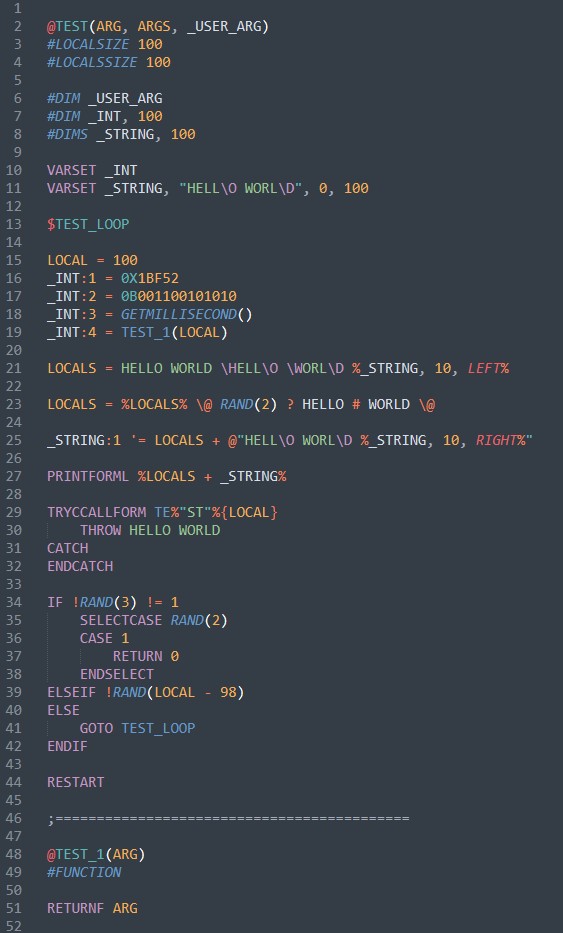 1
2 @TEST(ARG, ARGS, _USER_ARG)
3 #LOCALSIZE 100
4 #LOCALSSIZE 100
5
6 #DIM _USER_ARG
7 #DIM _INT, 100
8 #DIMS _STRING, 100
9
10 VARSET _INT
11 VARSET _STRING, "HELL\O WORL\D", 0, 100
12
13 $TEST_LOOP
14
15 LOCAL = 100
16 _INT:1 = 0X1BF52
17 _INT:2 = 0B001100101010
18 _INT:3 = GETMILLISECOND()
19 _INT:4 = TEST_1(LOCAL)
20
21 LOCALS = HELLO WORLD \HELL\O \WORL\D %_STRING, 10, LEFT%
22
23 LOCALS = %LOCALS% \@ RAND(2) ? HELLO # WORLD \@
24
25 _STRING:1 '= LOCALS + @"HELL\O WORL\D %_STRING, 10, RIGHT%"
26
27 PRINTFORML %LOCALS + _STRING%
28
29 TRYCCALLFORM TE%"ST"%{LOCAL}
30     THROW HELLO WORLD
31 CATCH
32 ENDCATCH
33
34 IF !RAND(3) != 1
35     SELECTCASE RAND(2)
36     CASE 1
37         RETURN 0
38     ENDSELECT
39 ELSEIF !RAND(LOCAL - 98)
40 ELSE
41     GOTO TEST_LOOP
42 ENDIF
43
44 RESTART
45
46 ;===========================================
47
48 @TEST_1(ARG)
49 #FUNCTION
50
51 RETURNF ARG
52